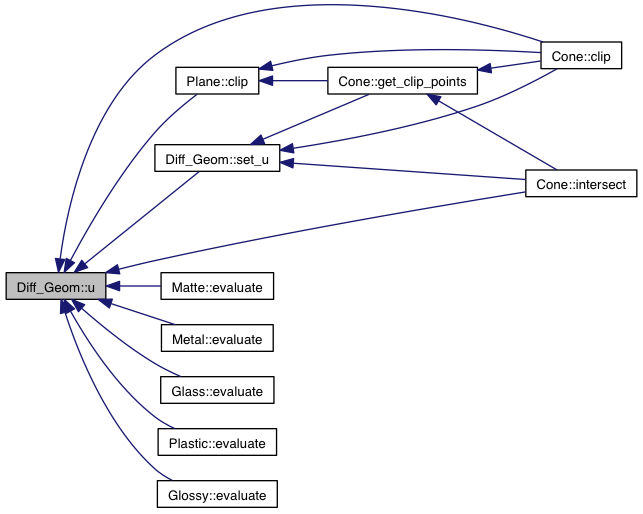 Cone::clip
Plane::clip
Cone::get_clip_points
Diff_Geom::set_u
Cone::intersect
Diff_Geom::u
Matte::evaluate
Metal::evaluate
Glass::evaluate
Plastic::evaluate
Glossy::evaluate